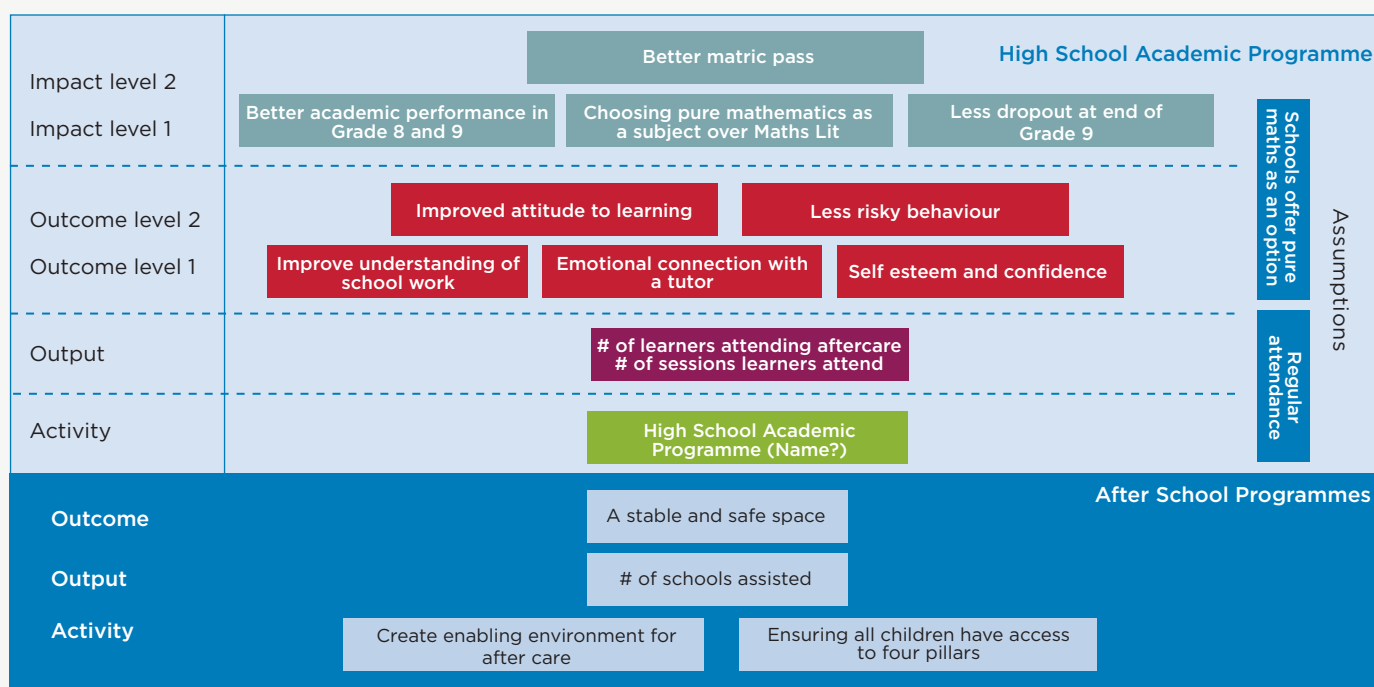 High School Academic Programme
Impact level 2
Better matric pass
Impact level 1
Better academic performance in
Grade 8 and 9
Choosing pure mathematics as
a subject over Maths Lit
Less dropout at end of
Grade 9
Outcome level 2
Improved attitude to learning
Less risky behaviour
Outcome level 1
Improve understanding of
school work
Emotional connection with
a tutor
Self esteem and confidence
Output
# of learners attending aftercare
# of sessions learners attend
Activity
High School Academic
Programme (Name?)
Schools offer pure
maths as an option
Regular
attendance
Assumptions
After School Programmes
Outcome
A stable and safe space
Output
# of schools assisted
Activity
Create enabling environment for
after care
Ensuring all children have access
to four pillars